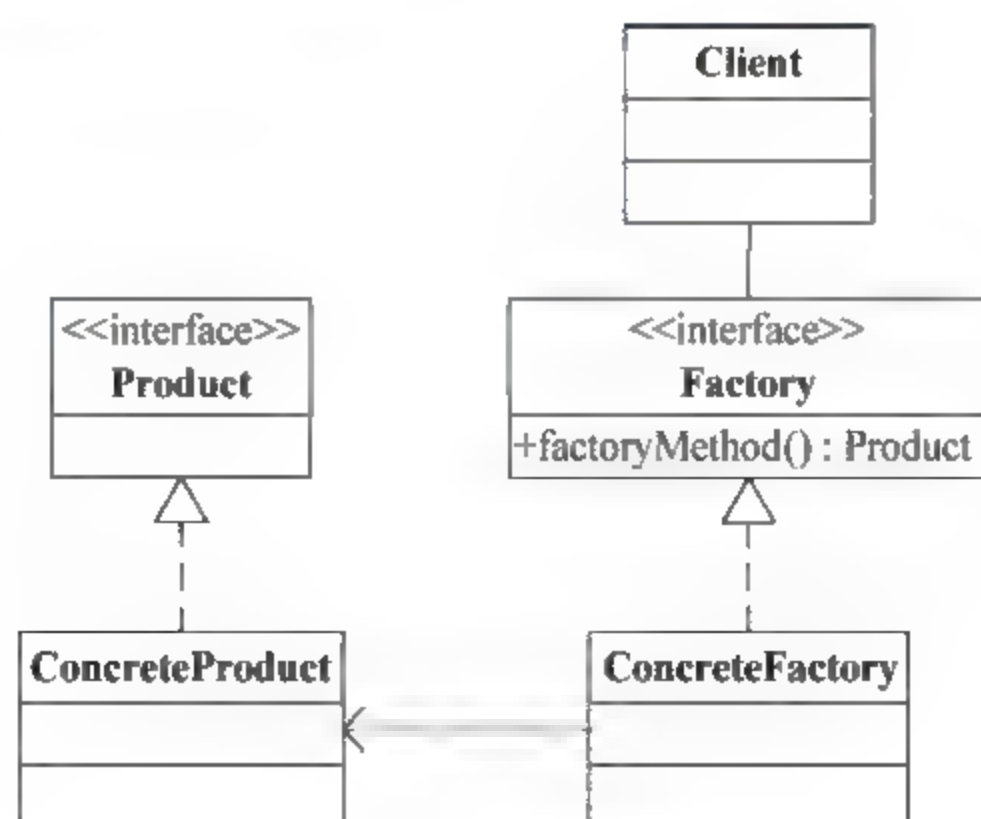 Client
<<interface>>
Product
<<interface>>
Factory
+factoryMethod() : Product
ConcreteProduct
ConcreteFactory